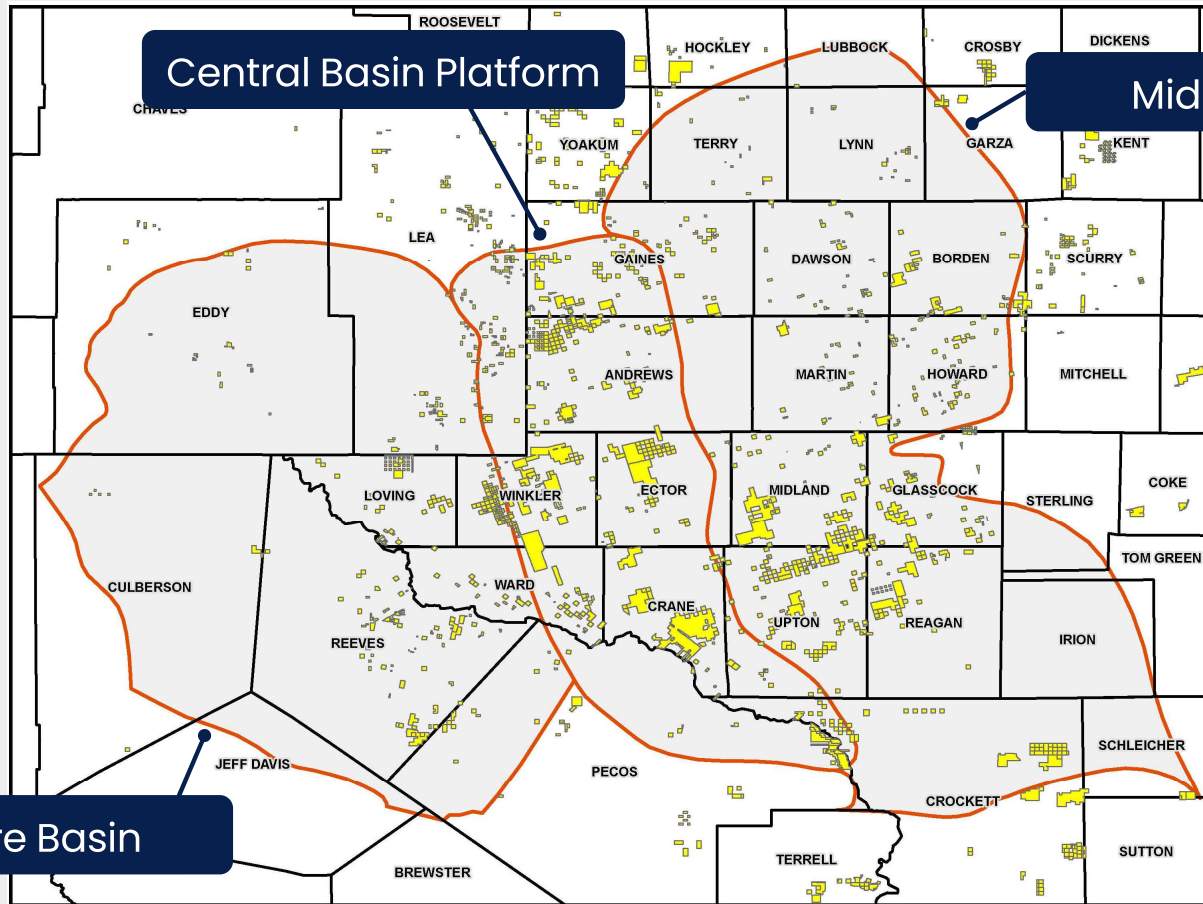 ROOSEVELT
HOCKLEY
LUBBOCK
CROSBY
DICKENS
Central Basin Platform
Mid
CHAVES
YOAKUM
TERRY
LYNN
GARZA
KENT
LEA
GAINES
DAWSON
BORDEN
SCURRY
EDDY
ANDREWS
MARTIN
HOWARD
MITCHELL
LOVING
WINKLER
ECTOR
MIDLAND
GLASSCOCK
STERLING
COKE
TOM GREEN
CULBERSON
WARD
CRANE
UPTON
REAGAN
REEVES
IRION
JEFF DAVIS
PECOS
SCHLEICHER
CROCKETT
re Basin
BREWSTER
TERRELL
SUTTON